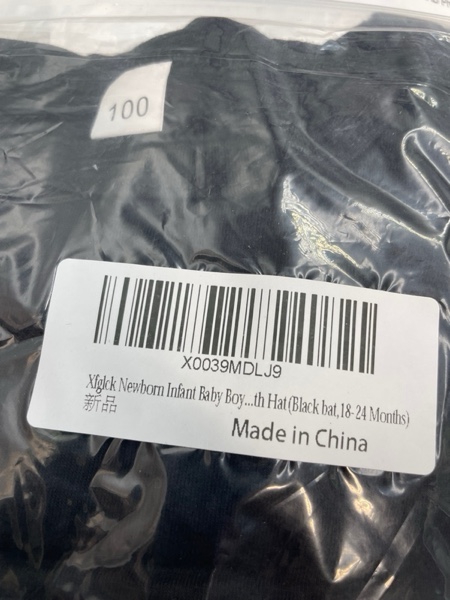 100
X0039MDLJ9
Xfglck Newborn Infant Baby Boy...th Hat (Black bat,18-24 Months)
新品
Made in China